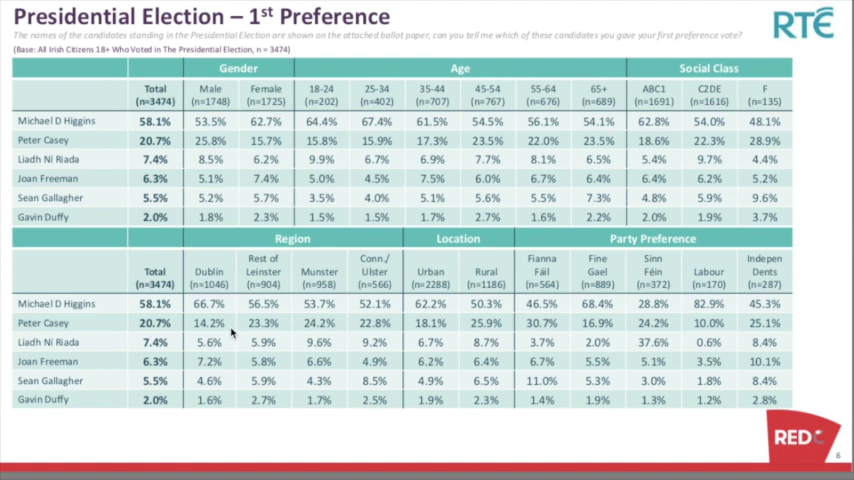 Presidential Election – 1st Preference
The names of the candidates standing in the Presidential Election are shown on the attached ballot paper, can you tell me which of these candidates you gave your first preference vote?
(Base: All Irish Citizens 18+ Who Voted in The Presidential Election, n = 3474)
RTÉ
Gender Age Social Class
Total Male Female 18-24 25-34 35-44 45-54 55-64 65+ ABC1 C2DE F
(n=3474) (n=1748) (n=1725) (n=202) (n=402) (n=707) (n=767) (n=676) (n=689) (n=1691) (n=1616) (n=135)
Michael D Higgins 58.1% 53.5% 62.7% 64.4% 67.4% 61.5% 54.5% 56.1% 54.1% 62.8% 54.0% 48.1%
Peter Casey 20.7% 25.8% 15.7% 15.8% 15.9% 17.3% 23.5% 22.0% 23.5% 18.6% 22.3% 28.9%
Liadh Ní Riada 7.4% 8.5% 6.2% 9.9% 6.7% 6.9% 7.7% 8.1% 6.5% 5.4% 9.7% 4.4%
Joan Freeman 6.3% 5.1% 7.4% 5.0% 4.5% 7.5% 6.0% 6.7% 6.4% 6.4% 6.2% 5.2%
Sean Gallagher 5.5% 5.2% 5.7% 3.5% 4.0% 5.1% 5.6% 5.5% 7.3% 4.8% 5.9% 9.6%
Gavin Duffy 2.0% 1.8% 2.3% 1.5% 1.5% 1.7% 2.7% 1.6% 2.2% 2.0% 1.9% 3.7%
Region Location Party Preference
Rest of Conn./ Fianna Fine Sinn Indepen
Total Dublin Leinster Munster Ulster Urban Rural Fáil Gael Féin Labour Dents
(n=3474) (n=1046) (n=904) (n=958) (n=566) (n=2288) (n=1186) (n=564) (n=889) (n=372) (n=170) (n=287)
Michael D Higgins 58.1% 66.7% 56.5% 53.7% 52.1% 62.2% 50.3% 46.5% 68.4% 28.8% 82.9% 45.3%
Peter Casey 20.7% 14.2% 23.3% 24.2% 22.8% 18.1% 25.9% 30.7% 16.9% 24.2% 10.0% 25.1%
Liadh Ní Riada 7.4% 5.6% 5.9% 9.6% 9.2% 6.7% 8.7% 3.7% 2.0% 37.6% 0.6% 8.4%
Joan Freeman 6.3% 7.2% 5.8% 6.6% 4.9% 6.2% 6.4% 6.7% 5.5% 5.1% 3.5% 10.1%
Sean Gallagher 5.5% 4.6% 5.9% 4.3% 8.5% 4.9% 6.5% 11.0% 5.3% 3.0% 1.8% 8.4%
Gavin Duffy 2.0% 1.6% 2.7% 1.7% 2.5% 1.9% 2.3% 1.4% 1.9% 1.3% 1.2% 2.8%
RED C
6